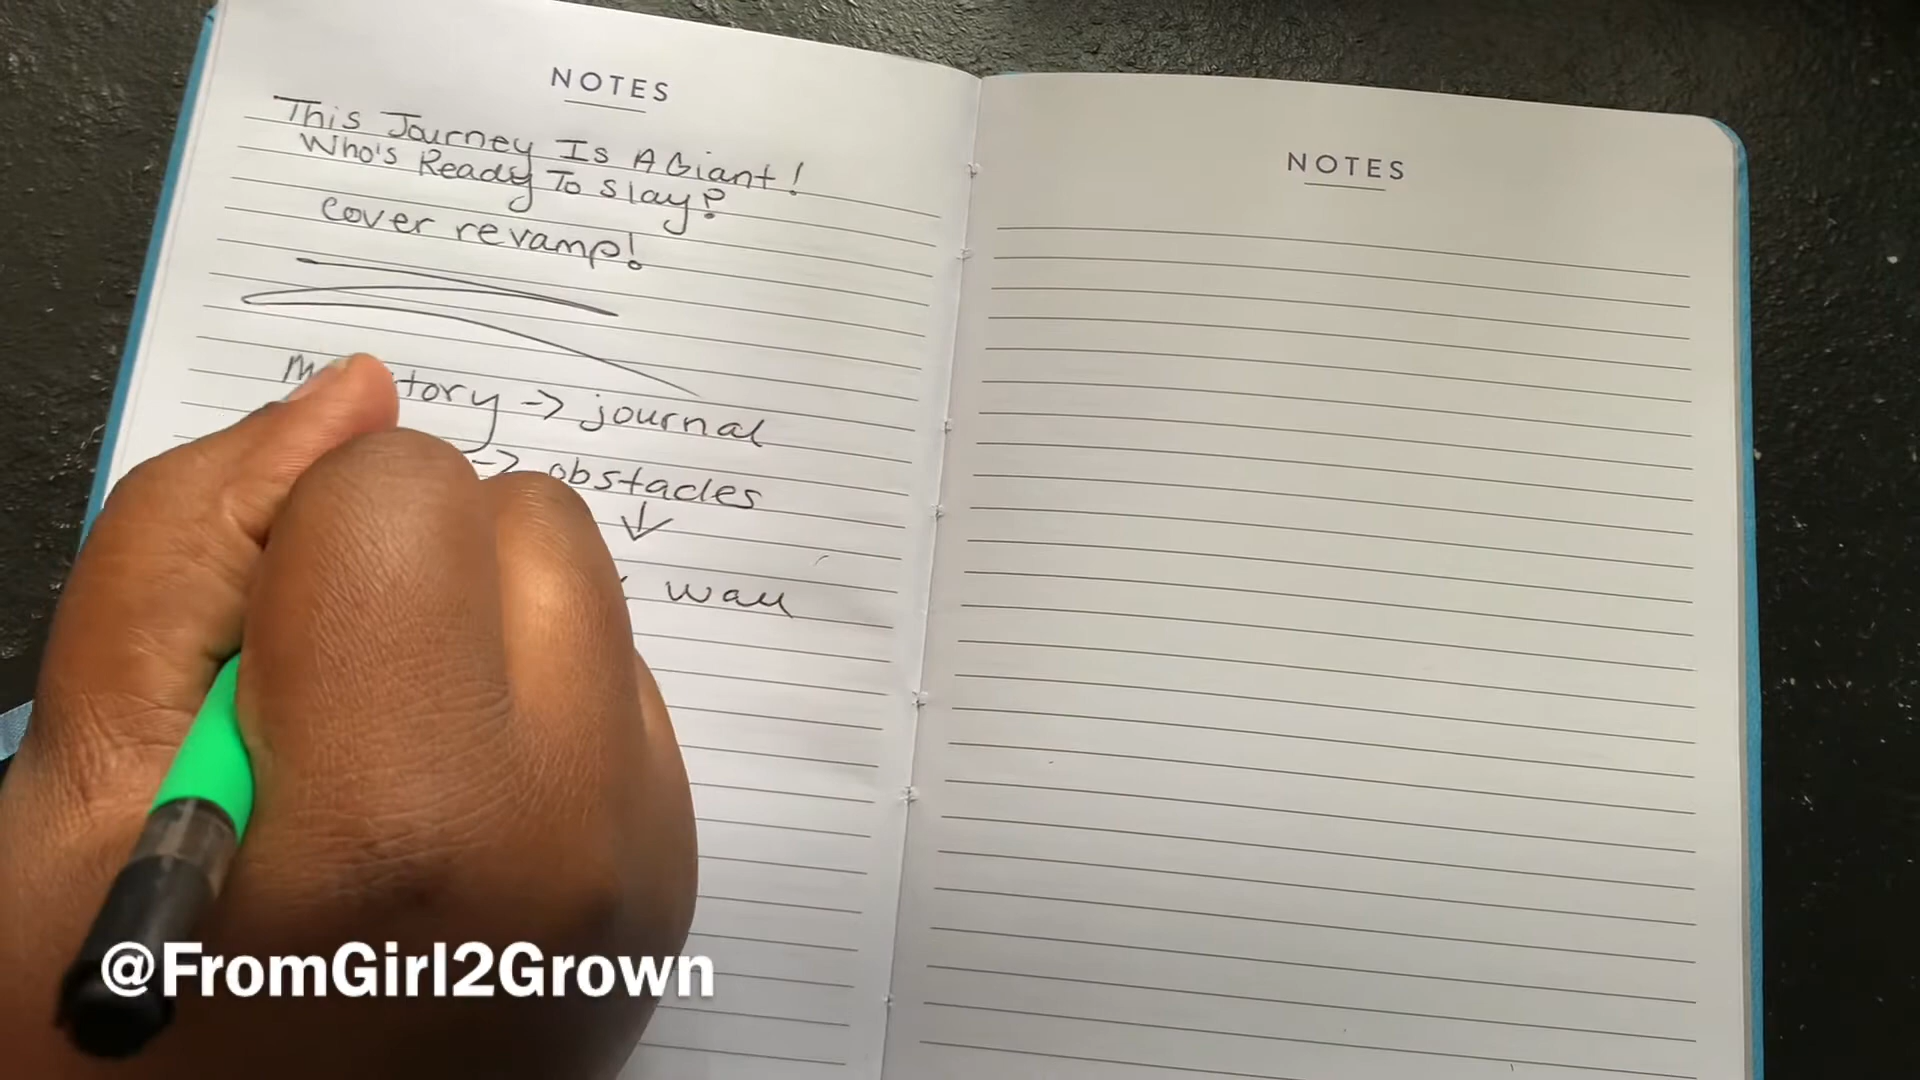 NOTES
This Journey Is A Giant!
Who's Ready To Slay?
cover revamp!
tory -> journal
-> obstacles
wall
NOTES
@FromGirl2Grown